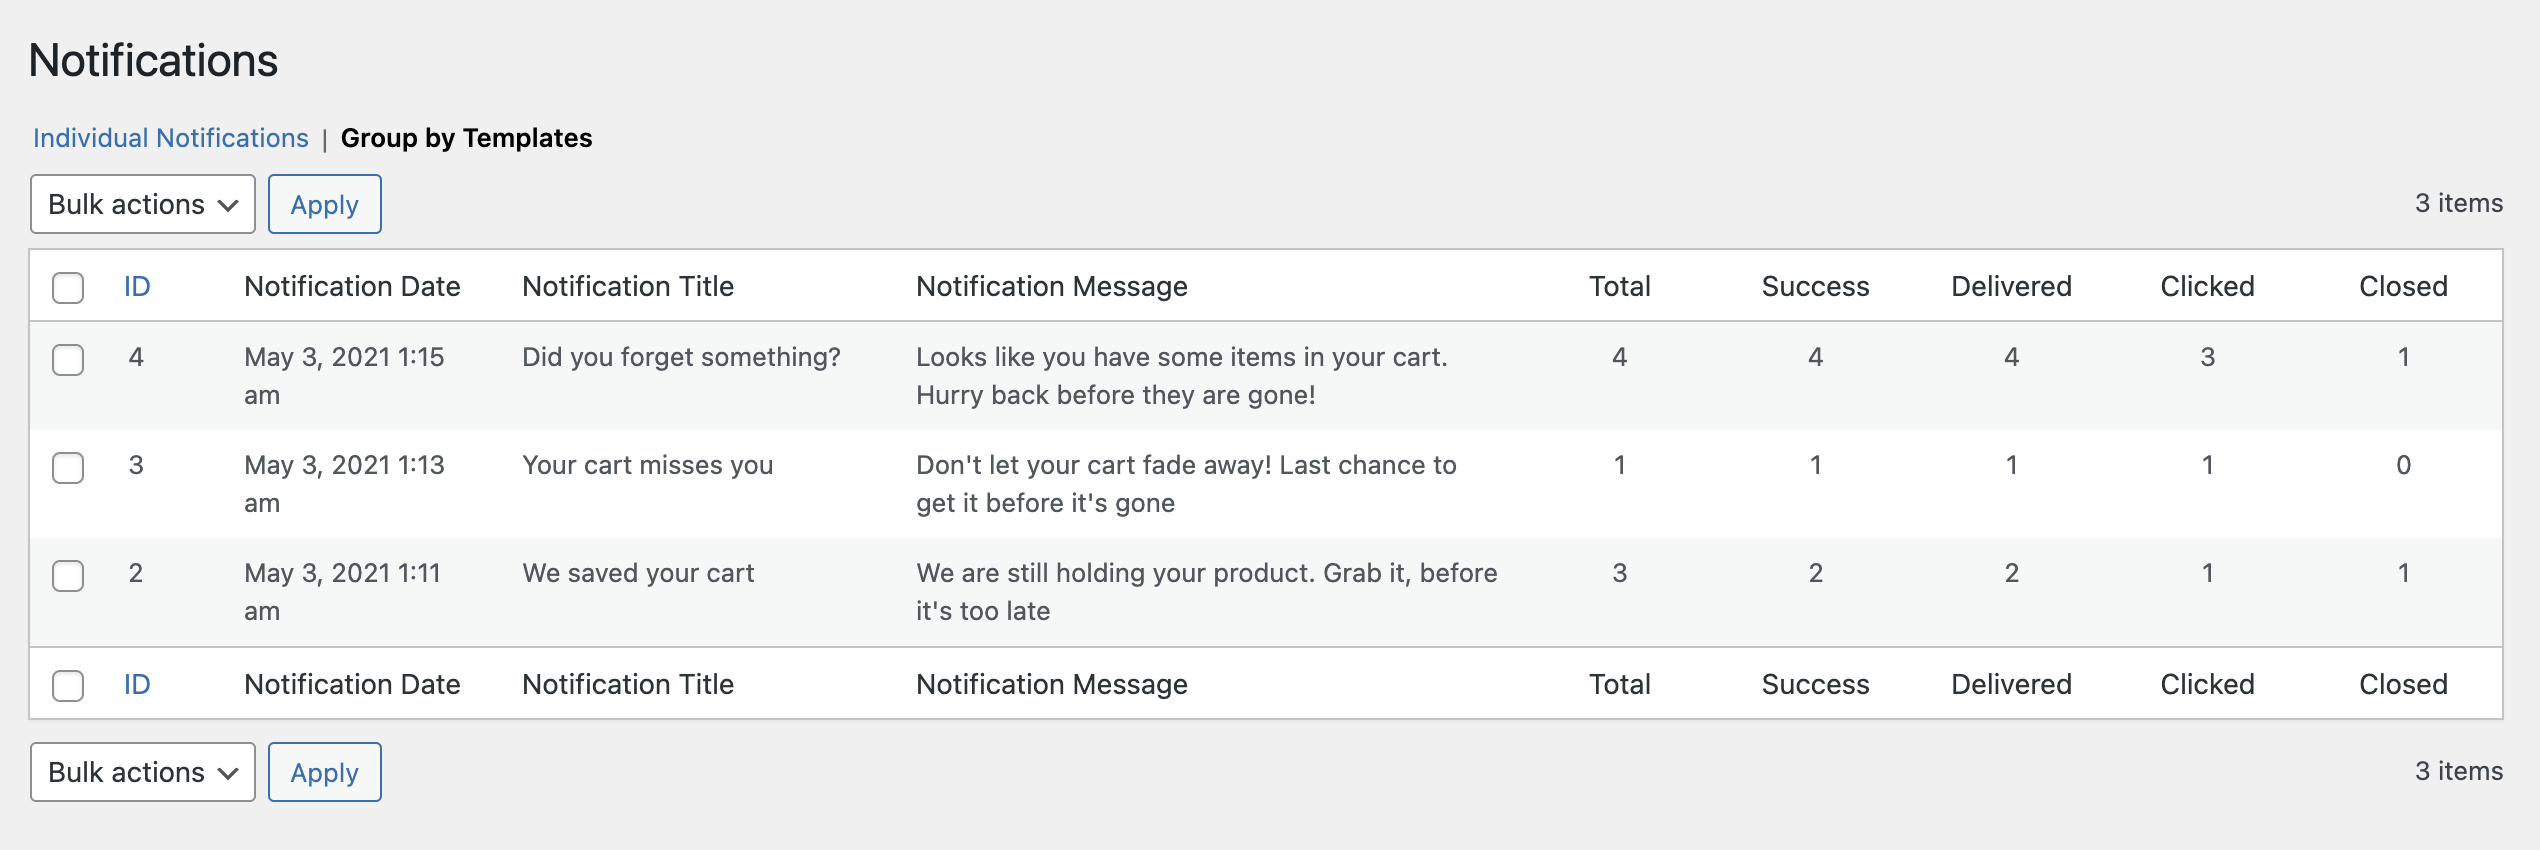 Notifications
Individual Notifications | Group by Templates
Bulk actions Apply 3 items
ID Notification Date Notification Title Notification Message Total Success Delivered Clicked Closed
4 May 3, 2021 1:15 Did you forget something? Looks like you have some items in your cart. 4 4 4 3 1
am Hurry back before they are gone!
3 May 3, 2021 1:13 Your cart misses you Don't let your cart fade away! Last chance to 1 1 1 1 0
am get it before it's gone
2 May 3, 2021 1:11 We saved your cart We are still holding your product. Grab it, before 3 2 2 1 1
am it's too late
ID Notification Date Notification Title Notification Message Total Success Delivered Clicked Closed
Bulk actions Apply 3 items